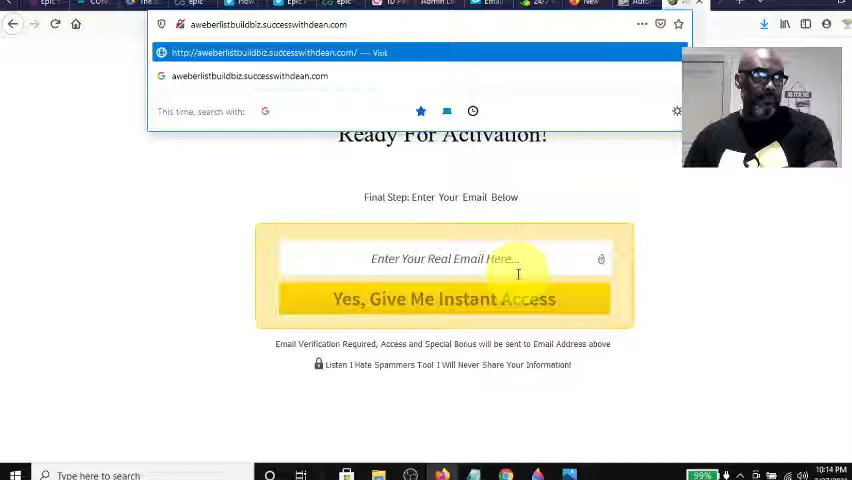 epic
aweberlistbuildbiz.successwithdean.com
http://aweberlistbuildbiz.successwithdean.com/ — Visit
aweberlistbuildbiz.successwithdean.com
This time, search with:
Ready For Activation!
Final Step: Enter Your Email Below
Enter Your Real Email Here...
Yes, Give Me Instant Access
Email Verification Required, Access and Special Bonus will be sent to Email Address above
Listen I Hate Spammers Too! I Will Never Share Your Information!
Type here to search
99%
10:14 PM